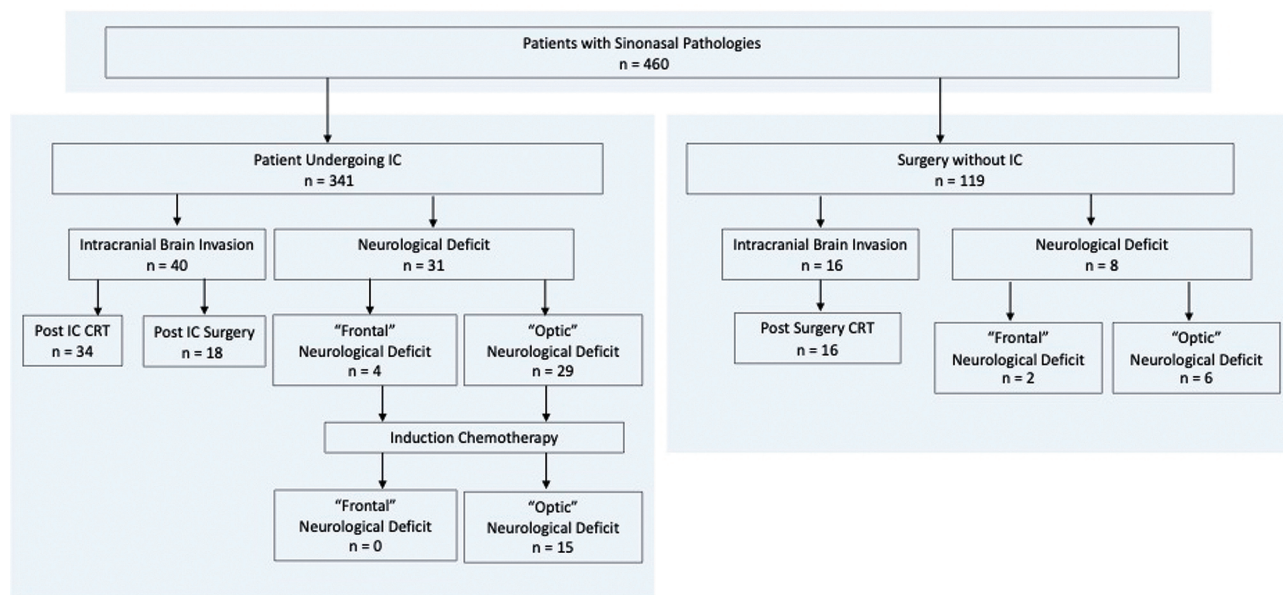 Patients with Sinonasal Pathologies
n = 460
Patient Undergoing IC
n = 341
Surgery without IC
n = 119
Intracranial Brain Invasion
n = 40
Neurological Deficit
n = 31
Intracranial Brain Invasion
n = 16
Neurological Deficit
n = 8
Post IC CRT
n = 34
Post IC Surgery
n = 18
“Frontal”
Neurological Deficit
n = 4
“Optic”
Neurological Deficit
n = 29
Post Surgery CRT
n = 16
“Frontal”
Neurological Deficit
n = 2
“Optic”
Neurological Deficit
n = 6
Induction Chemotherapy
“Frontal”
Neurological Deficit
n = 0
“Optic”
Neurological Deficit
n = 15